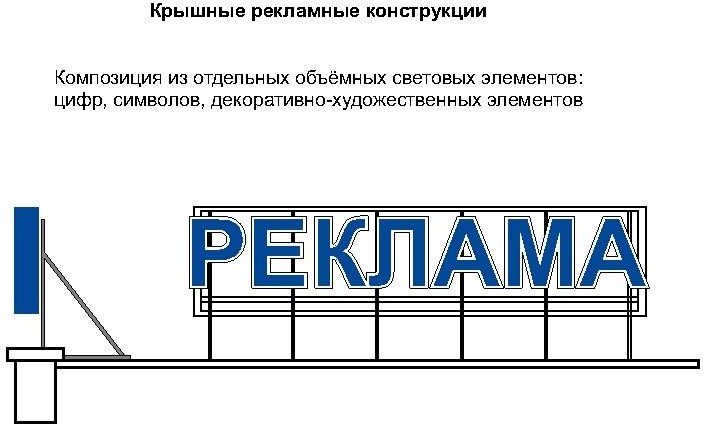 Крышные рекламные конструкции
Композиция из отдельных объёмных световых элементов:
цифр, символов, декоративно-художественных элементов
РЕКЛАМА